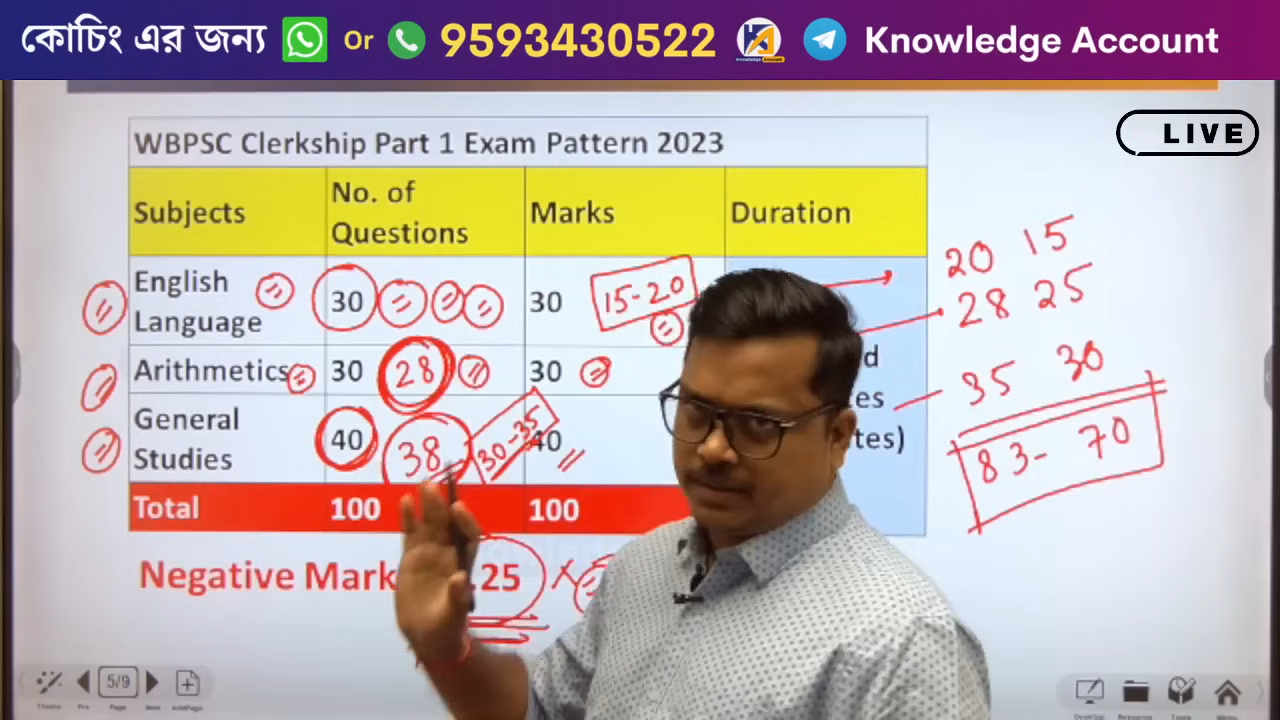 কোচিং এর জন্য Or 9593430522 Knowledge Account
LIVE
WBPSC Clerkship Part 1 Exam Pattern 2023
Subjects
No. of
Questions
Marks
Duration
English
Language
30
30
15-20
Arithmetics
30
28
30
General
Studies
40
38
30-35
40
Total
100
100
Negative Mark
.25
20 15
28 25
35 30
83- 70
5/9